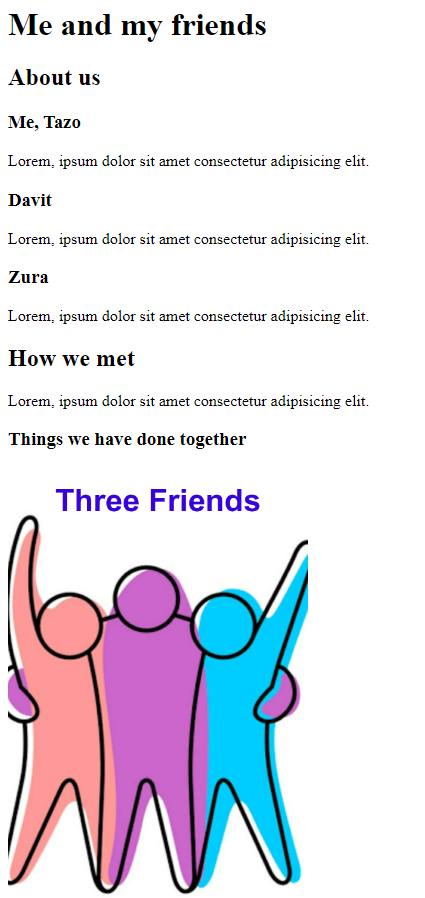 Me and my friends
About us
Me, Tazo
Lorem, ipsum dolor sit amet consectetur adipisicing elit.
Davit
Lorem, ipsum dolor sit amet consectetur adipisicing elit.
Zura
Lorem, ipsum dolor sit amet consectetur adipisicing elit.
How we met
Lorem, ipsum dolor sit amet consectetur adipisicing elit.
Things we have done together
Three Friends